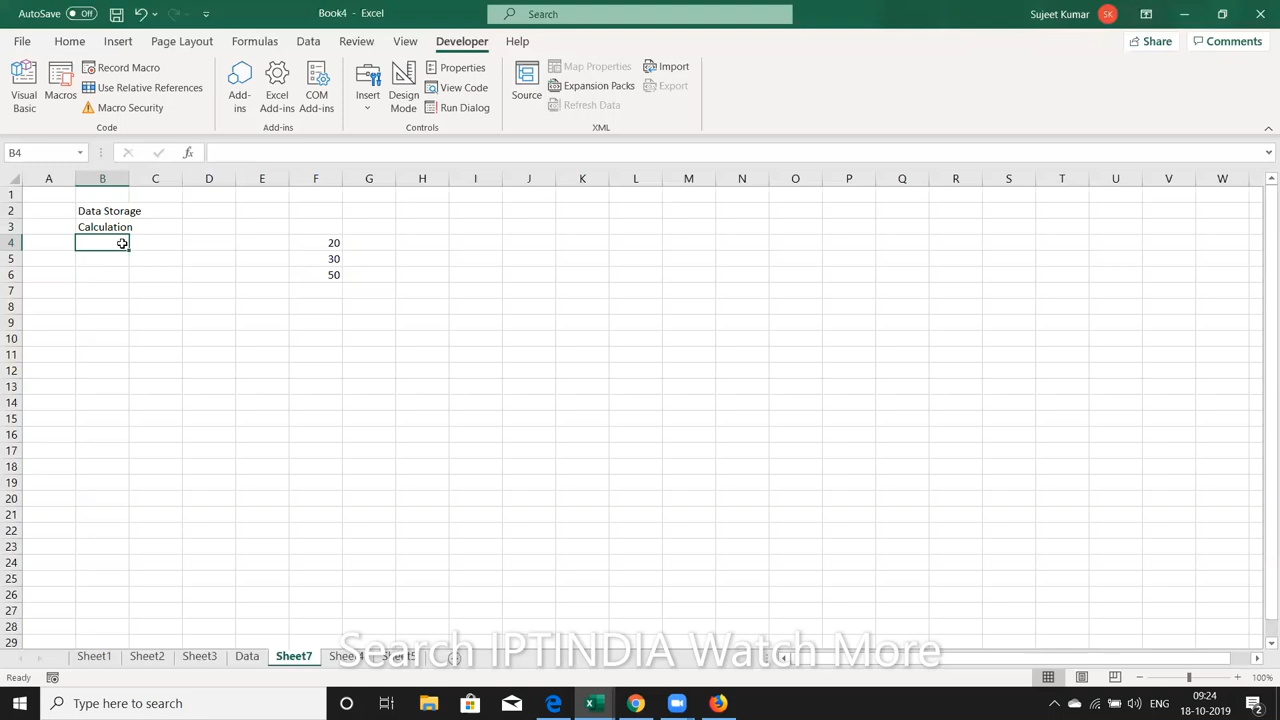 AutoSave Off Book4 - Excel Search Sujeet Kumar SK
File Home Insert Page Layout Formulas Data Review View Developer Help Share Comments
Visual Basic
Macros
Record Macro
Use Relative References
Macro Security
Code
Add-ins
Excel Add-ins
COM Add-ins
Add-ins
Insert
Design Mode
Properties
View Code
Run Dialog
Controls
Source
Map Properties
Expansion Packs
Refresh Data
Import
Export
XML
B4 fx
A B C D E F G H I J K L M N O P Q R S T U V W
1
2 Data Storage
3 Calculation
4 20
5 30
6 50
7
8
9
10
11
12
13
14
15
16
17
18
19
20
21
22
23
24
25
26
27
28
29
Search IPTINDIA Watch More
Sheet1 Sheet2 Sheet3 Data Sheet7 Sheet4 Sheet5
Ready 100%
Type here to search ENG 09:24
18-10-2019 2